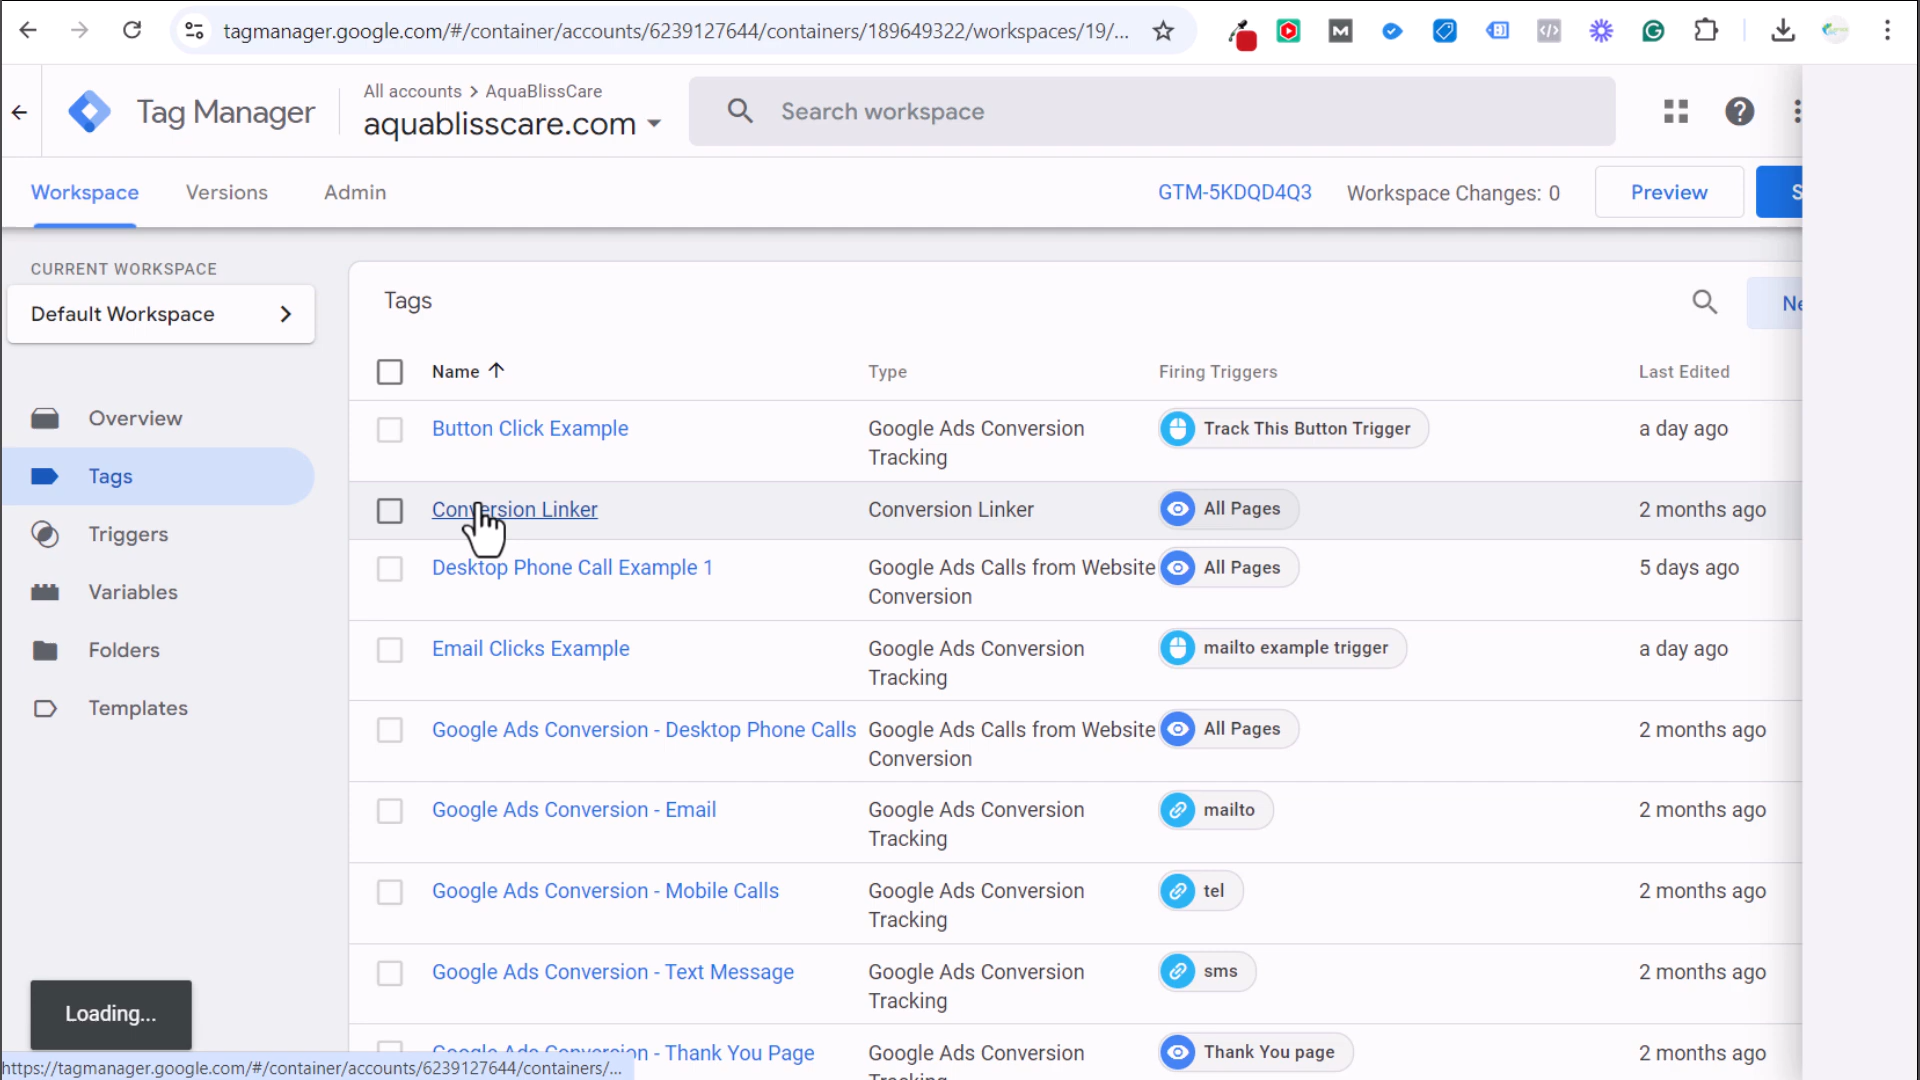 tagmanager.google.com/#/container/accounts/6239127644/containers/189649322/workspaces/19/...
Tag Manager
All accounts > AquaBlissCare
aquablisscare.com
Search workspace
Workspace
Versions
Admin
GTM-5KDQD4Q3
Workspace Changes: 0
Preview
CURRENT WORKSPACE
Default Workspace
Overview
Tags
Triggers
Variables
Folders
Templates
Tags
Name
Type
Firing Triggers
Last Edited
Button Click Example
Google Ads Conversion
Tracking
Track This Button Trigger
a day ago
Conversion Linker
Conversion Linker
All Pages
2 months ago
Desktop Phone Call Example 1
Google Ads Calls from Website
Conversion
All Pages
5 days ago
Email Clicks Example
Google Ads Conversion
Tracking
mailto example trigger
a day ago
Google Ads Conversion - Desktop Phone Calls
Google Ads Calls from Website
Conversion
All Pages
2 months ago
Google Ads Conversion - Email
Google Ads Conversion
Tracking
mailto
2 months ago
Google Ads Conversion - Mobile Calls
Google Ads Conversion
Tracking
tel
2 months ago
Google Ads Conversion - Text Message
Google Ads Conversion
Tracking
sms
2 months ago
Google Ads Conversion - Thank You Page
Google Ads Conversion
Thank You page
2 months ago
Loading...
https://tagmanager.google.com/#/container/accounts/6239127644/containers/...